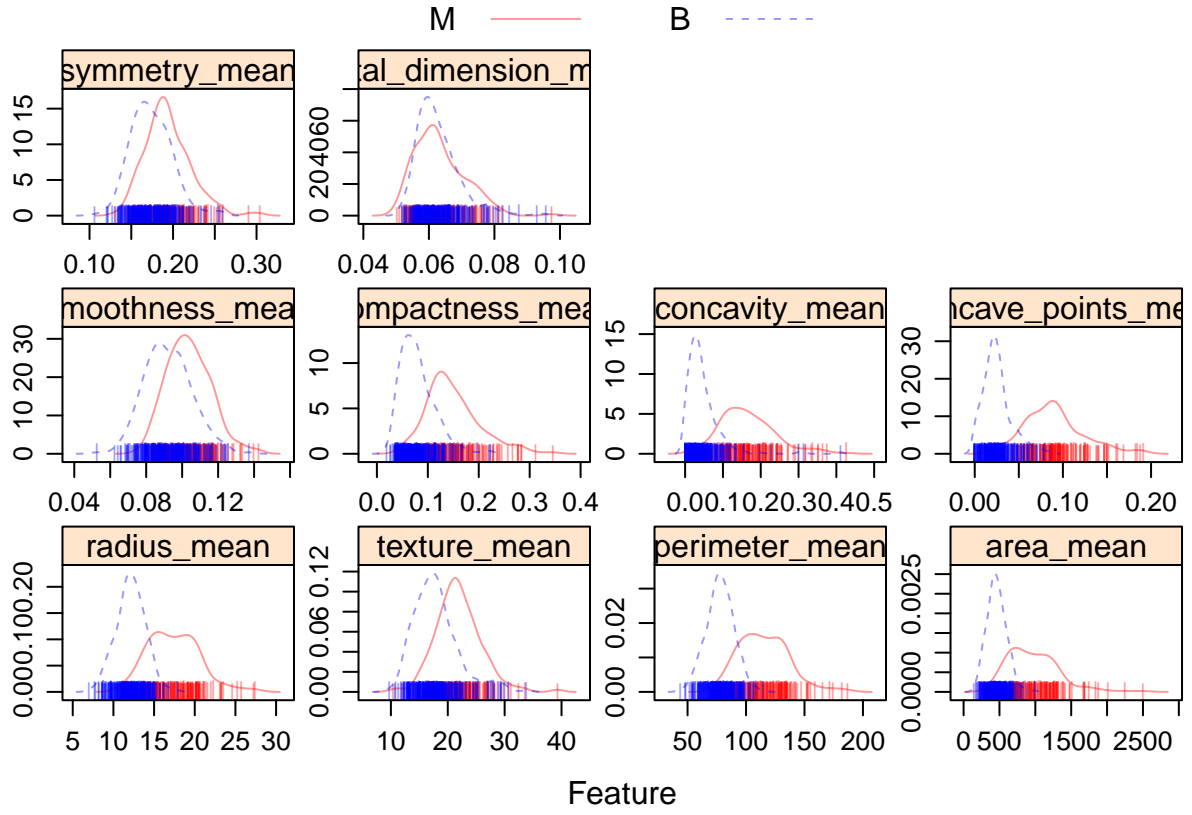 M B
symmetry_mean tal_dimension_m
0 5 10 15
0 20 40 60
0.10 0.20 0.30
0.04 0.06 0.08 0.10
moothness_mea ompactness_mea concavity_mean ncave_points_me
0 10 20 30
0 5 10
0 5 10 15
0 10 20 30
0.04 0.08 0.12
0.0 0.1 0.2 0.3 0.4
0.0 0.1 0.2 0.3 0.4 0.5
0.00 0.10 0.20
radius_mean texture_mean perimeter_mean area_mean
0.00 0.10 0.20
0.00 0.06 0.12
0.00 0.02
0.0000 0.0025
5 10 15 20 25 30
10 20 30 40
50 100 150 200
0 500 1500 2500
Feature